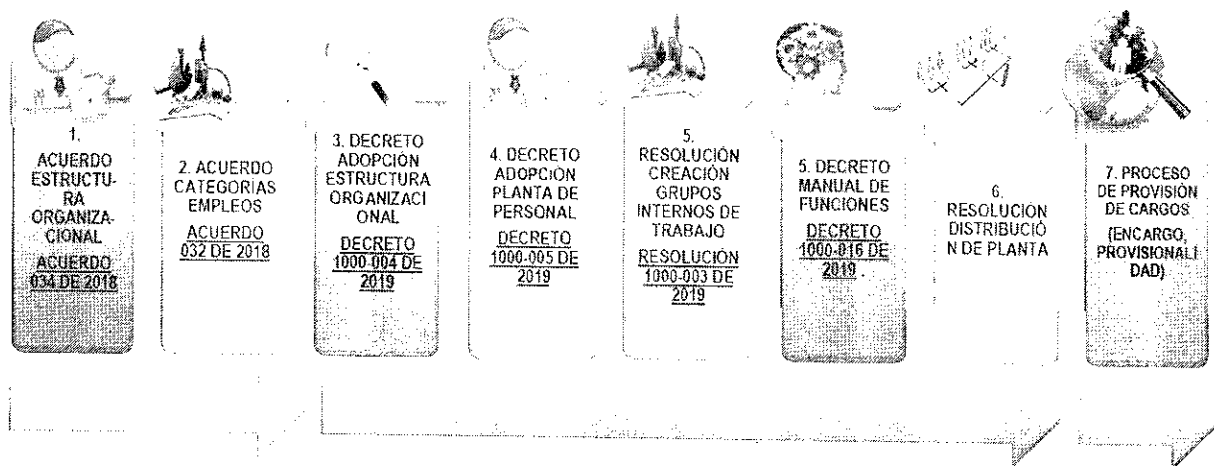 1.
ACUERDO
ESTRUCTU-
RA
ORGANIZA-
CIONAL
ACUERDO
034 DE 2018
2. ACUERDO
CATEGORÍAS
EMPLEOS
ACUERDO
032 DE 2018
3. DECRETO
ADOPCIÓN
ESTRUCTURA
ORGANIZACI
ONAL
DECRETO
1000-004 DE
2019
4. DECRETO
ADOPCIÓN
PLANTA DE
PERSONAL
DECRETO
1000-005 DE
2019
5.
RESOLUCIÓN
CREACIÓN
GRUPOS
INTERNOS DE
TRABAJO
RESOLUCIÓN
1000-003 DE
2019
5. DECRETO
MANUAL DE
FUNCIONES
DECRETO
1000-016 DE
2019 .
6.
RESOLUCIÓN
DISTRIBUCIÓ
N DE PLANTA
7. PROCESO
DE PROVISIÓN
DE CARGOS
(ENCARGO,
PROVISIONALI
DAD)